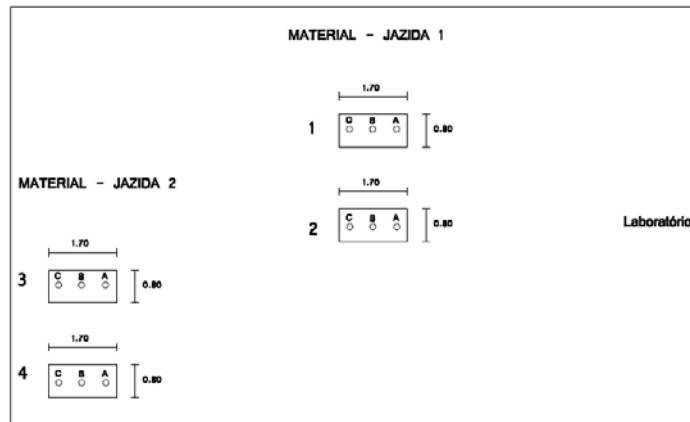 MATERIAL - JAZIDA 1
1.70
1
C B A
0.80
MATERIAL - JAZIDA 2
1.70
2
C B A
0.80
Laboratório
1.70
3
C B A
0.80
1.70
4
C B A
0.80